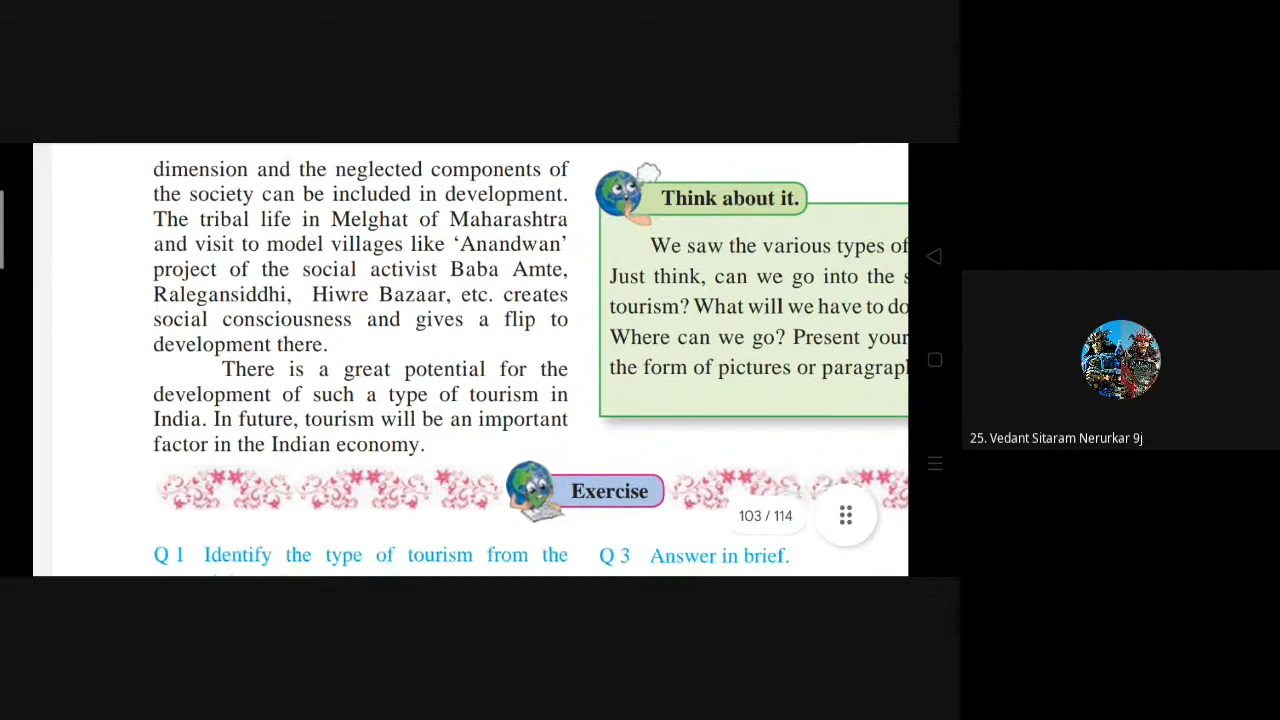 dimension and the neglected components of
the society can be included in development.
The tribal life in Melghat of Maharashtra
and visit to model villages like ‘Anandwan’
project of the social activist Baba Amte,
Ralegansiddhi, Hiwre Bazaar, etc. creates
social consciousness and gives a flip to
development there.
There is a great potential for the
development of such a type of tourism in
India. In future, tourism will be an important
factor in the Indian economy.
Think about it.
We saw the various types of
Just think, can we go into the
tourism? What will we have to do
Where can we go? Present your
the form of pictures or
Exercise
103 / 114
Q 1 Identify the type of tourism from the
Q 3 Answer in brief.
25. Vedant Sitaram Nerurkar 9j